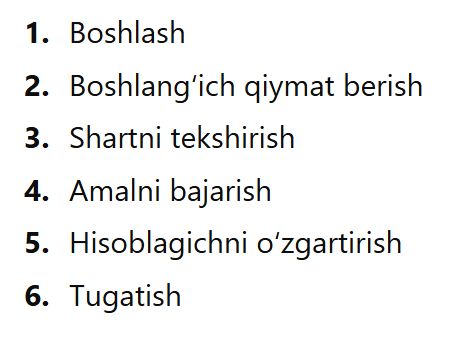 1. Boshlash
2. Boshlang‘ich qiymat berish
3. Shartni tekshirish
4. Amalni bajarish
5. Hisoblagichni o‘zgartirish
6. Tugatish